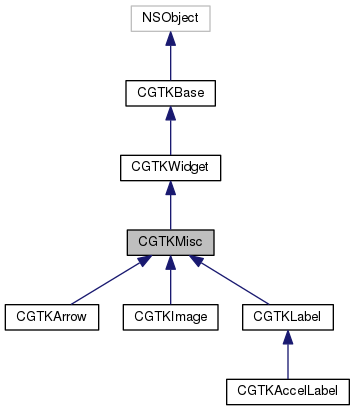 NSObject
CGTKBase
CGTKWidget
CGTKMisc
CGTKArrow
CGTKImage
CGTKLabel
CGTKAccelLabel